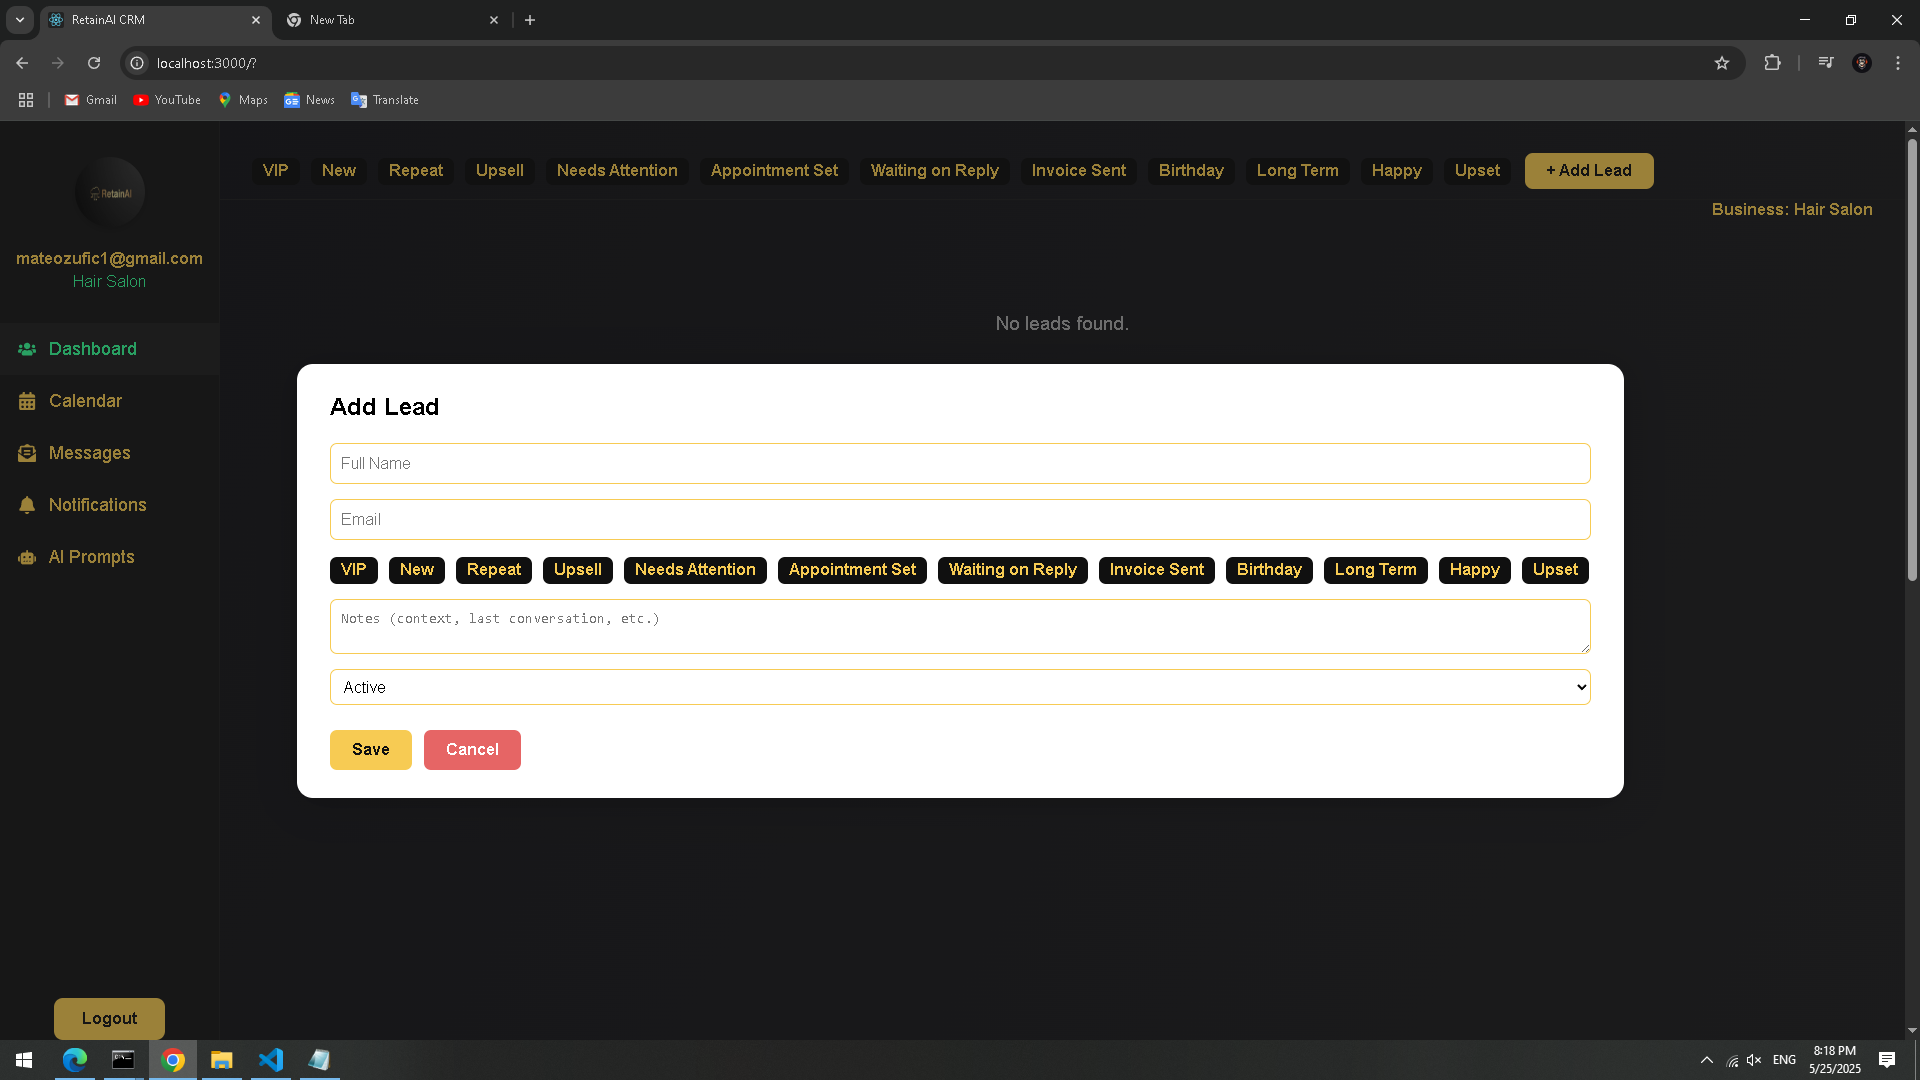 RetainAI CRM
New Tab
localhost:3000/?
Gmail
YouTube
Maps
News
Translate
RetainAI
mateozufic1@gmail.com
Hair Salon
Dashboard
Calendar
Messages
Notifications
AI Prompts
Logout
VIP New Repeat Upsell Needs Attention Appointment Set Waiting on Reply Invoice Sent Birthday Long Term Happy Upset + Add Lead
Business: Hair Salon
No leads found.
Add Lead
Full Name
Email
VIP New Repeat Upsell Needs Attention Appointment Set Waiting on Reply Invoice Sent Birthday Long Term Happy Upset
Notes (context, last conversation, etc.)
Active
Save Cancel
ENG
8:18 PM
5/25/2025